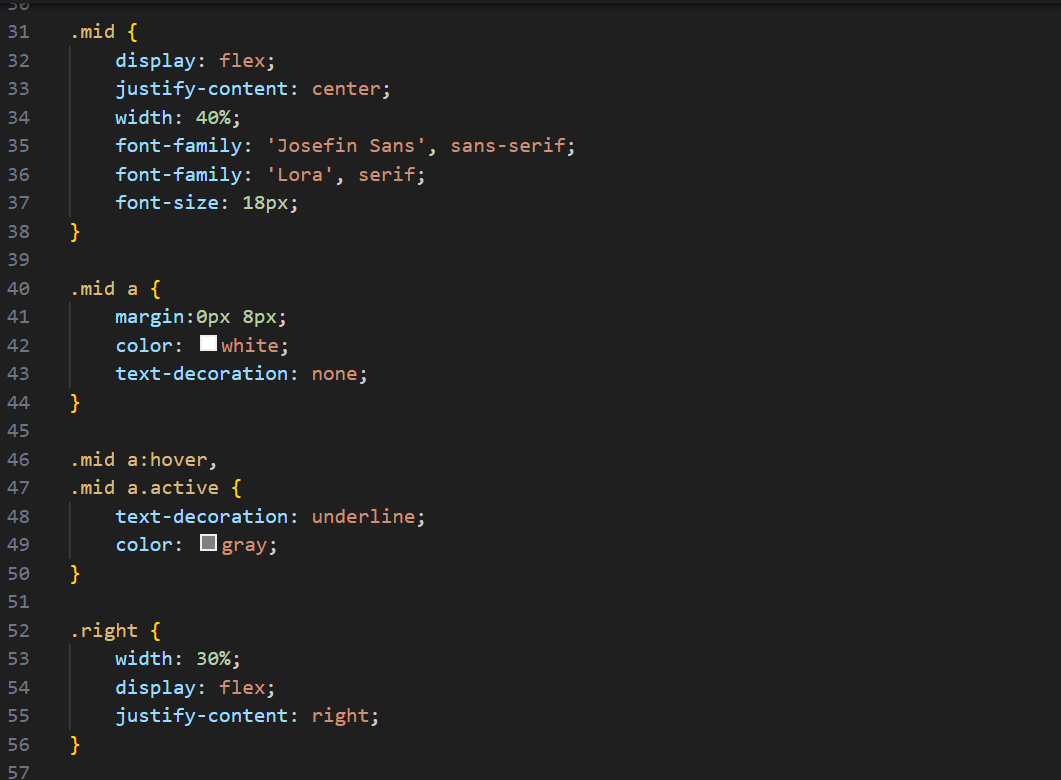 30
31 .mid {
32 display: flex;
33 justify-content: center;
34 width: 40%;
35 font-family: 'Josefin Sans', sans-serif;
36 font-family: 'Lora', serif;
37 font-size: 18px;
38 }
39
40 .mid a {
41 margin:0px 8px;
42 color: white;
43 text-decoration: none;
44 }
45
46 .mid a:hover,
47 .mid a.active {
48 text-decoration: underline;
49 color: gray;
50 }
51
52 .right {
53 width: 30%;
54 display: flex;
55 justify-content: right;
56 }
57